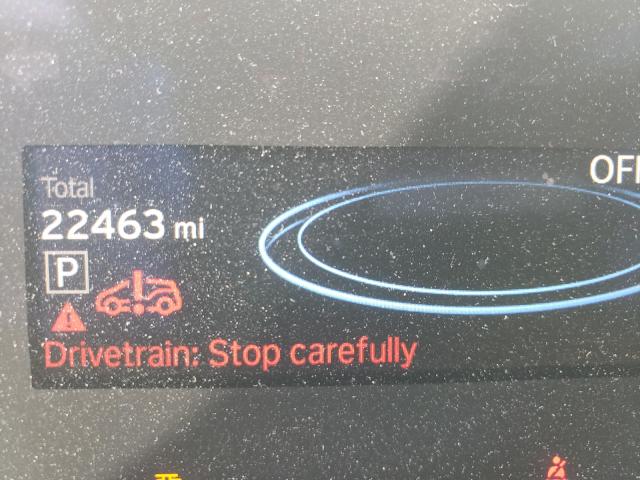 OFF
Total
22463 mi
P
Drivetrain: Stop carefully